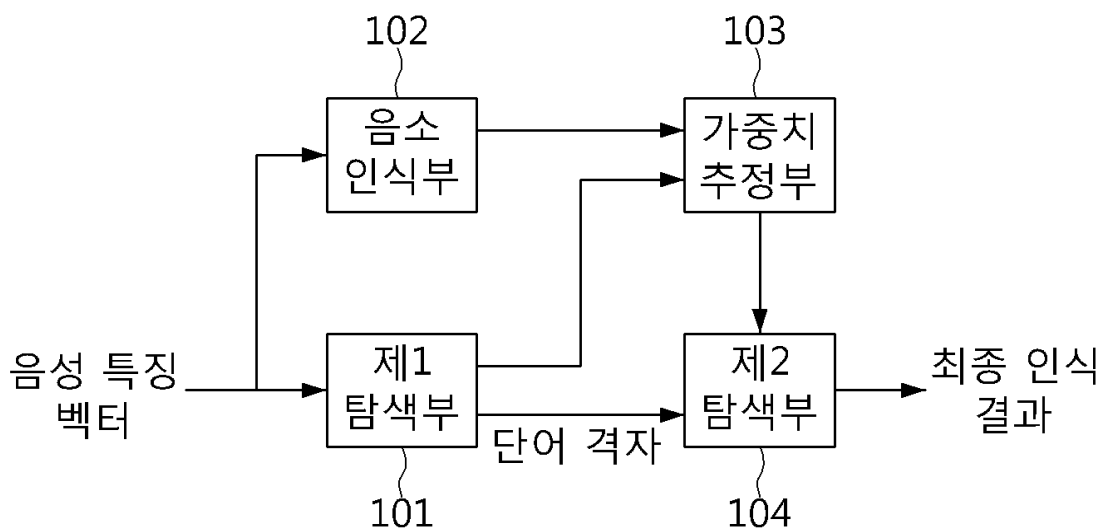 102
103
음소
인식부
가중치
추정부
음성 특징
벡터
제1
탐색부
단어 격자
제2
탐색부
최종 인식
결과
101
104